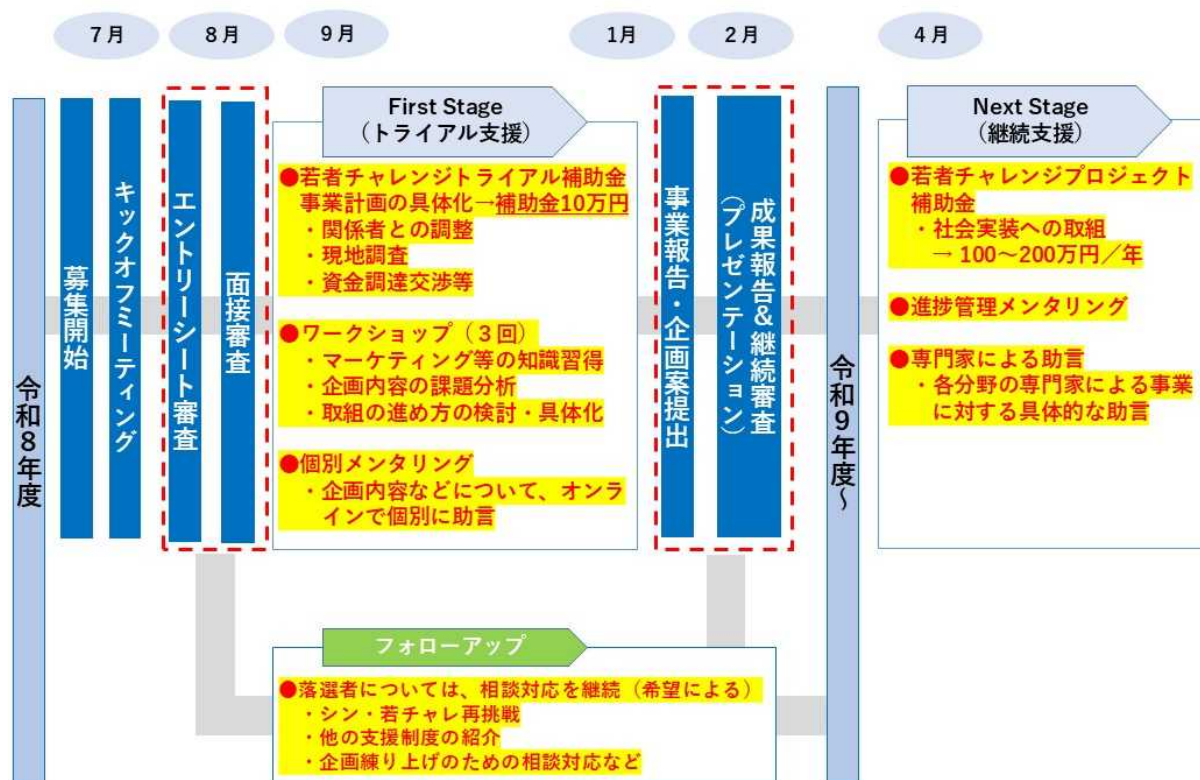 7月
8月
9月
1月
2月
4月
令和8年度
募集開始
キックオフミーティング
エントリーシート審査
面接審査
First Stage
（トライアル支援）
●若者チャレンジトライアル補助金
事業計画の具体化→補助金10万円
・関係者との調整
・現地調査
・資金調達交渉等
●ワークショップ（３回）
・マーケティング等の知識習得
・企画内容の課題分析
・取組の進め方の検討・具体化
●個別メンタリング
・企画内容などについて、オンラ
インで個別に助言
事業報告・企画案提出
成果報告&継続審査
（プレゼンテーション）
令和9年度～
Next Stage
（継続支援）
●若者チャレンジプロジェクト
補助金
・社会実装への取組
→ 100～200万円／年
●進捗管理メンタリング
●専門家による助言
・各分野の専門家による事業
に対する具体的な助言
フォローアップ
●落選者については、相談対応を継続（希望による）
・シン・若チャレ再挑戦
・他の支援制度の紹介
・企画練り上げのための相談対応など